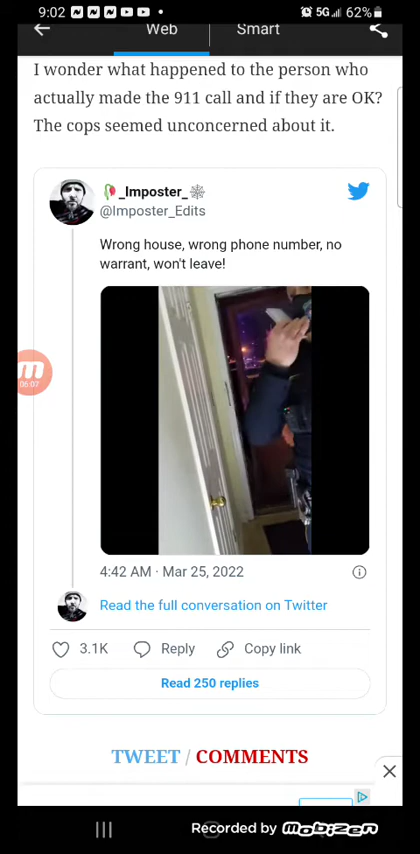 9:02 5G 62%
Web Smart
I wonder what happened to the person who
actually made the 911 call and if they are OK?
The cops seemed unconcerned about it.
_Imposter_
@Imposter_Edits
Wrong house, wrong phone number, no
warrant, won't leave!
06:07
4:42 AM · Mar 25, 2022
Read the full conversation on Twitter
3.1K Reply Copy link
Read 250 replies
TWEET / COMMENTS
Recorded by MOBIZEN